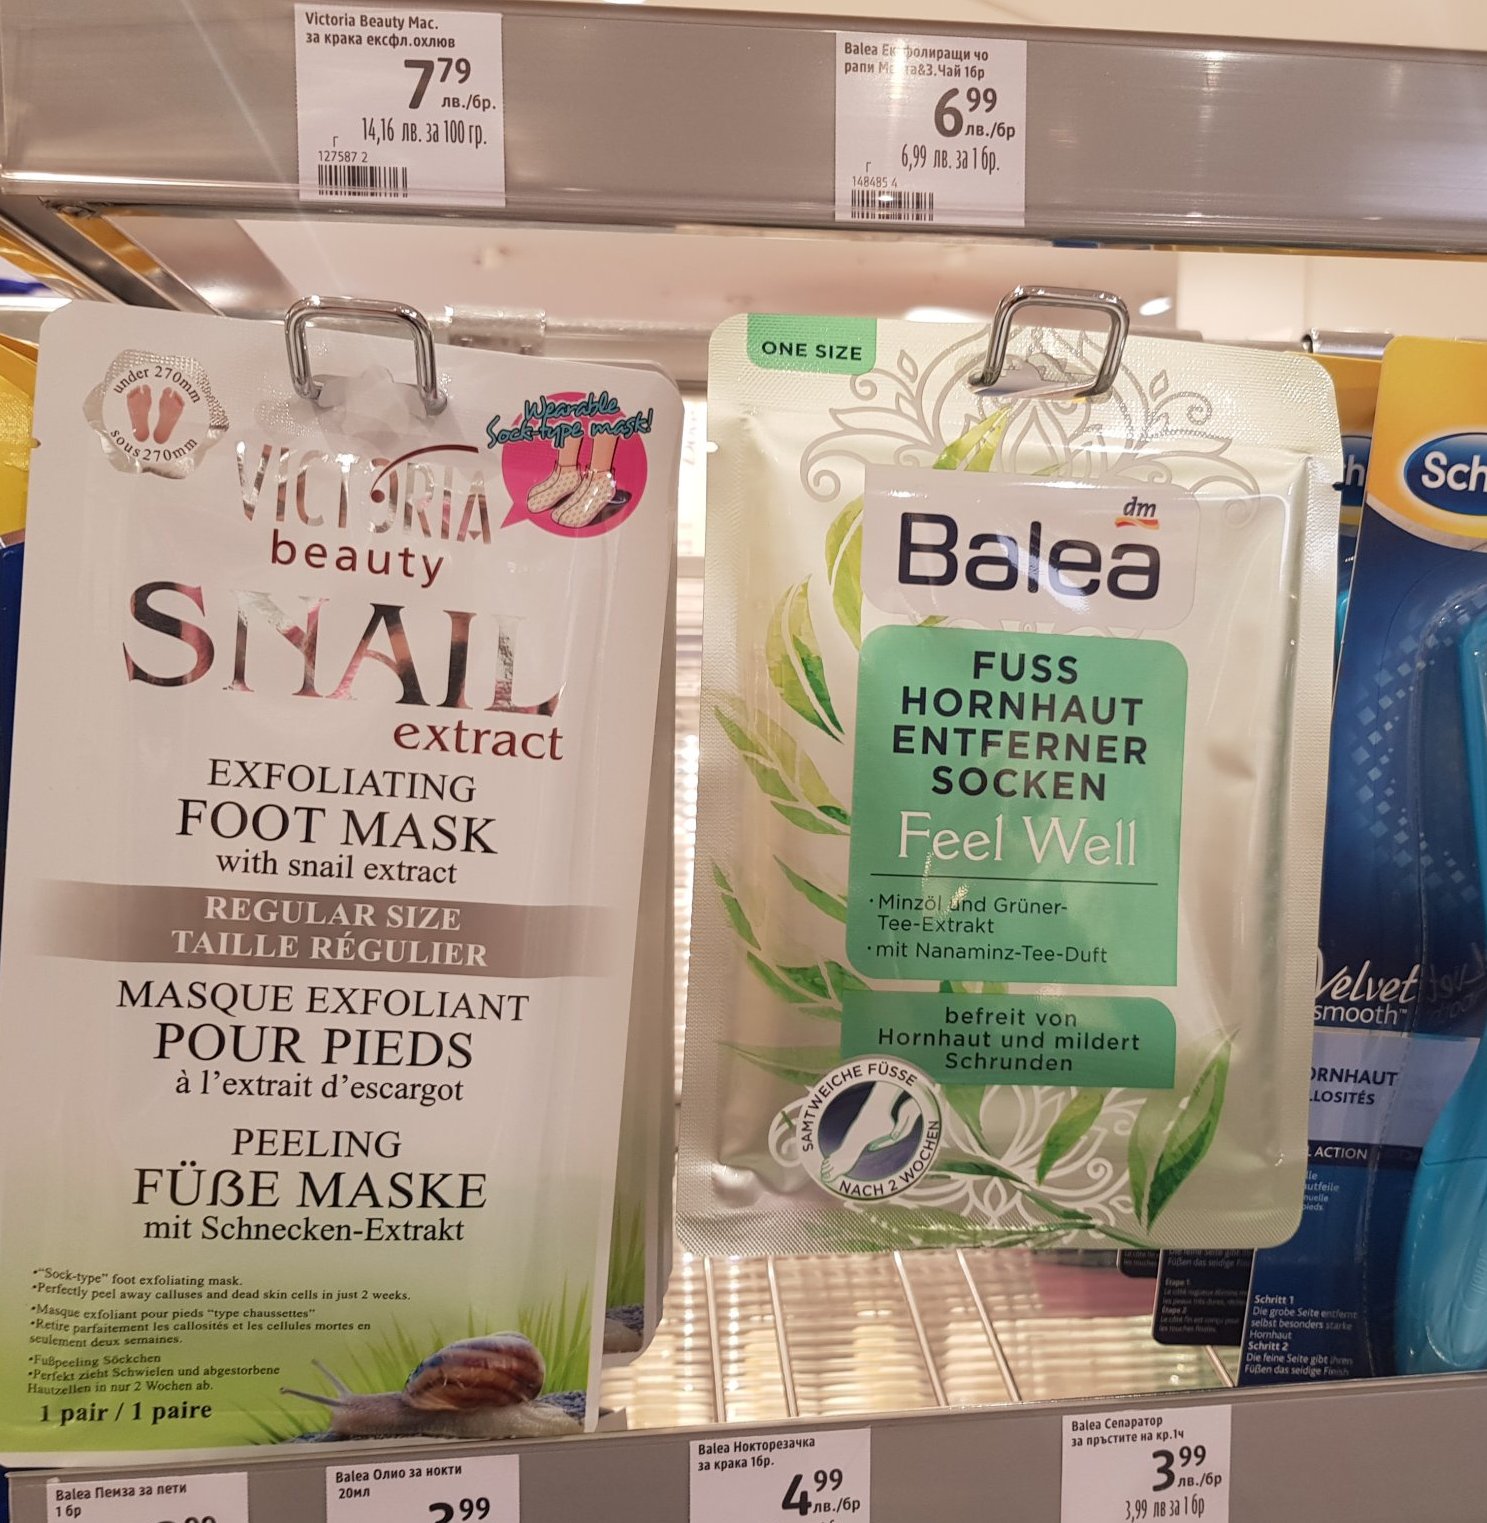 Victoria Beauty Мас.
за крака ексфл.охлюв
7 79
лв./бр.
г 14,16 лв. за 100 гр.
127587 2
Balea Ексфолиращи чо
рапи Мента&З.Чай 1бр
6 99
лв./бр
г 6,99 лв. за 1 бр.
148485 4
under 270mm
sous 270mm
Wearable
Sock-type mask!
VICTORIA
beauty
SNAIL
extract
EXFOLIATING
FOOT MASK
with snail extract
REGULAR SIZE
TAILLE RÉGULIER
MASQUE EXFOLIANT
POUR PIEDS
à l'extrait d'escargot
PEELING
FÜßE MASKE
mit Schnecken-Extrakt
•"Sock-type" foot exfoliating mask.
•Perfectly peel away calluses and dead skin cells in just 2 weeks.
•Masque exfoliant pour pieds "type chaussettes"
•Retire parfaitement les callosités et les cellules mortes en
seulement deux semaines.
•Fußpeeling Söckchen
•Perfekt zieht Schwielen und abgestorbene
Hautzellen in nur 2 Wochen ab.
1 pair / 1 paire
ONE SIZE
dm
Balea
FUSS
HORNHAUT
ENTFERNER
SOCKEN
Feel Well
· Minzöl und Grüner-
Tee-Extrakt
· mit Nanaminz-Tee-Duft
befreit von
Hornhaut und mildert
Schrunden
SAMTWEICHE FÜSSE
NACH 2 WOCHEN
Sch
Velvet
smooth™
ORNHAUT
LLOSITÉS
L ACTION
Etape 1
Etape 2
Schritt 1
Die grobe Seite entfernt
selbst besonders starke
Hornhaut
Schritt 2
Die feine Seite gibt Ihren
Füßen das seidige Finish
Balea Пемза за пети
1 бр
Balea Олио за нокти
20мл
99
Balea Нокторезачка
за крака 1бр.
4 99
лв./бр
Balea Сепаратор
за пръстите на кр.1ч
3 99
лв./бр
3,99 лв за 1 бр